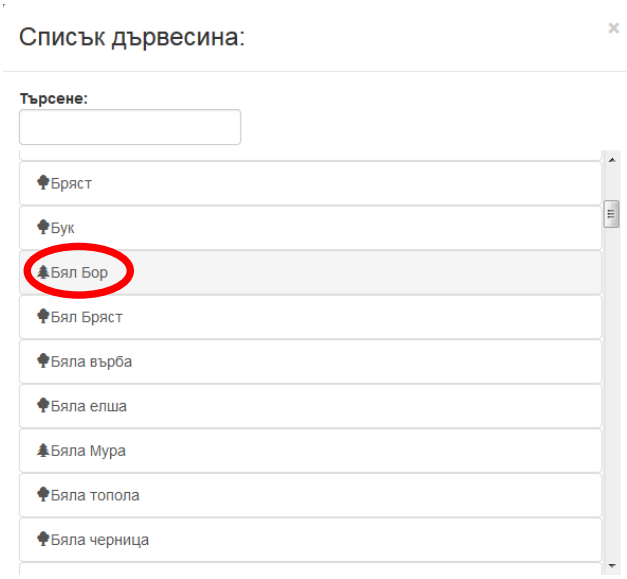 Списък дървесина:
×
Търсене:
Бряст
Бук
Бял Бор
Бял Бряст
Бяла върба
Бяла елша
Бяла Мура
Бяла топола
Бяла черница